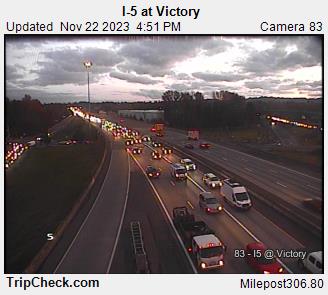 I-5 at Victory
Updated Nov 22 2023 4:51 PM Camera 83
S
83 - I5 @ Victory
TripCheck.com Milepost306.80